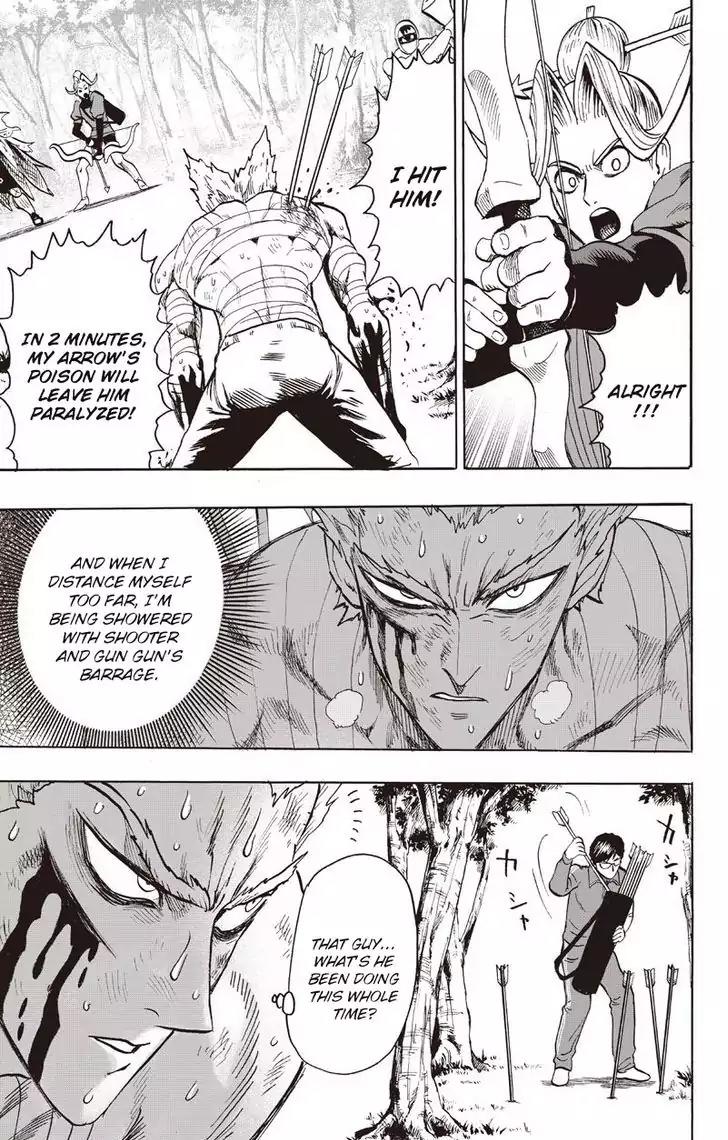 ALRIGHT
!!!
I HIT
HIM!
IN 2 MINUTES,
MY ARROW'S
POISON WILL
LEAVE HIM
PARALYZED!
AND WHEN I
DISTANCE MYSELF
TOO FAR, I'M
BEING SHOWERED
WITH SHOOTER
AND GUN GUN'S
BARRAGE.
カシャ
カシャ
THAT GUY...
WHAT'S HE
BEEN DOING
THIS WHOLE
TIME?